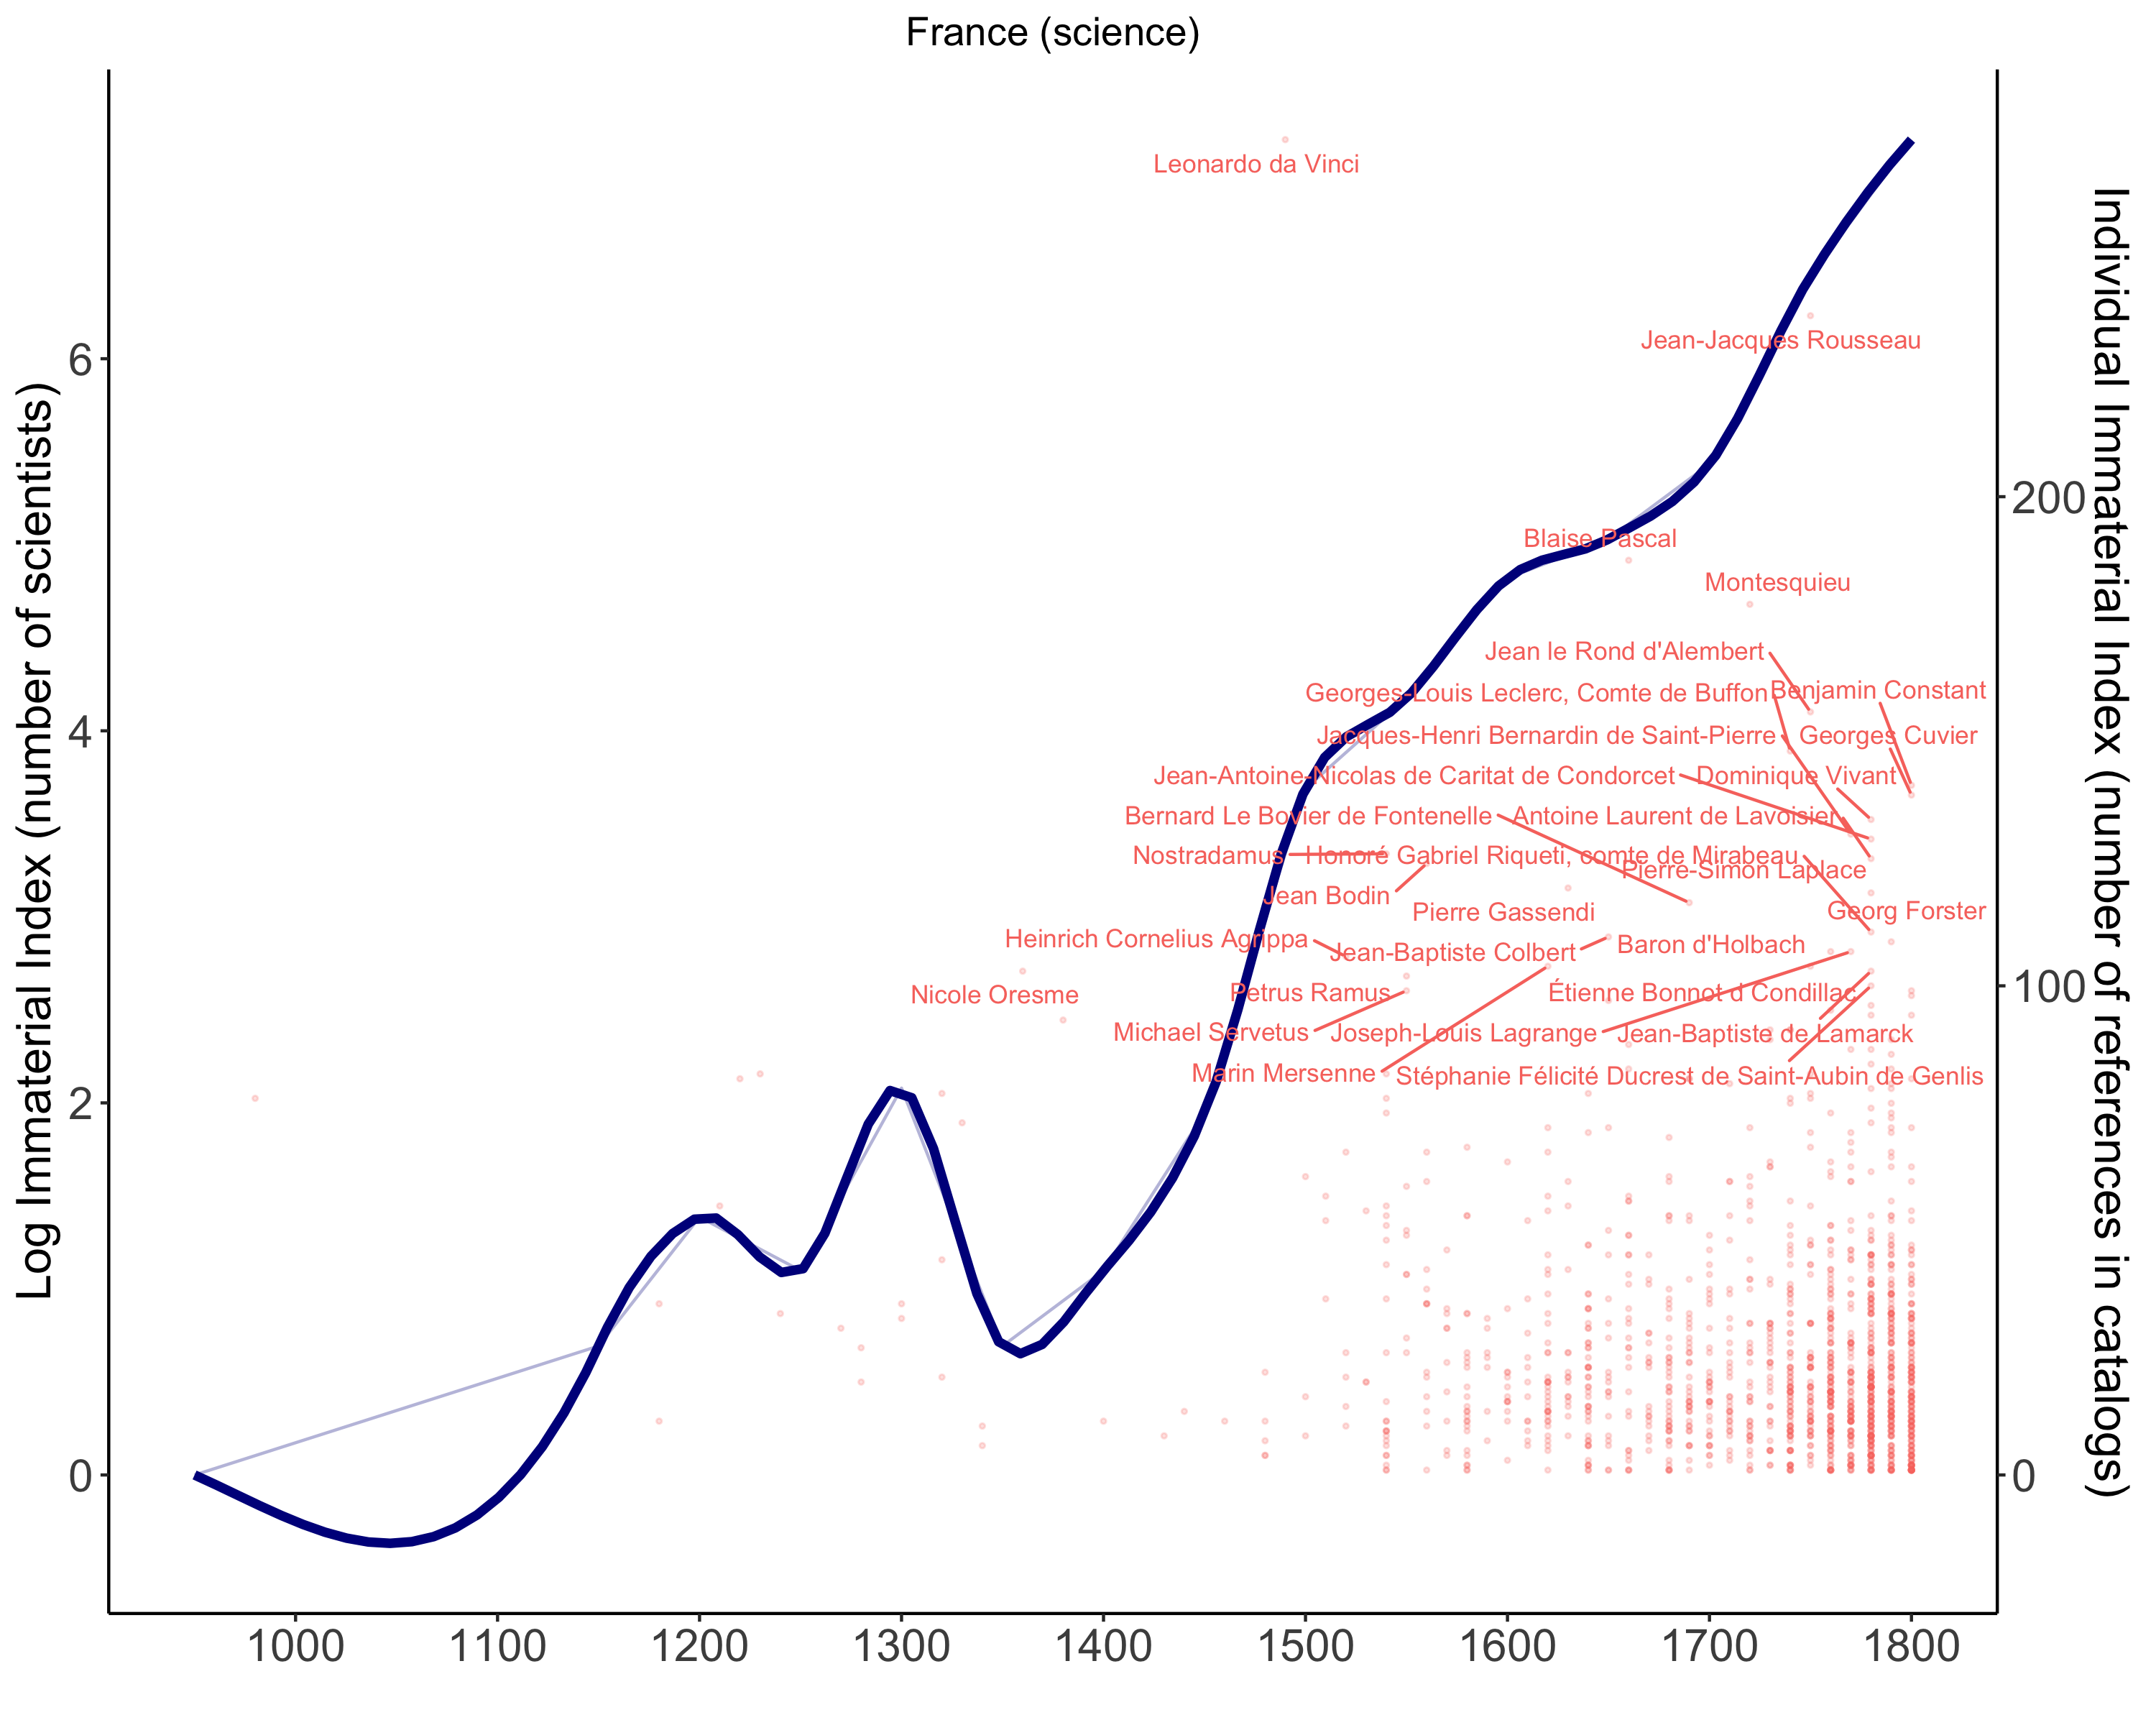 France (science)
Log Immaterial Index (number of scientists)
6
4
2
0
Leonardo da Vinci
Jean-Jacques Rousseau
Blaise Pascal
Montesquieu
Jean le Rond d'Alembert
Georges-Louis Leclerc, Comte de Buffon
Benjamin Constant
Jacques-Henri Bernardin de Saint-Pierre
Georges Cuvier
Jean-Antoine-Nicolas de Caritat de Condorcet
Dominique Vivant
Bernard Le Bovier de Fontenelle
Antoine Laurent de Lavoisier
Nostradamus
Honoré Gabriel Riqueti, comte de Mirabeau
Pierre-Simon Laplace
Jean Bodin
Pierre Gassendi
Georg Forster
Heinrich Cornelius Agrippa
Jean-Baptiste Colbert
Baron d'Holbach
Nicole Oresme
Petrus Ramus
Étienne Bonnot d Condillac
Michael Servetus
Joseph-Louis Lagrange
Jean-Baptiste de Lamarck
Marin Mersenne
Stéphanie Félicité Ducrest de Saint-Aubin de Genlis
200
100
0
Individual Immaterial Index (number of references in catalogs)
1000
1100
1200
1300
1400
1500
1600
1700
1800